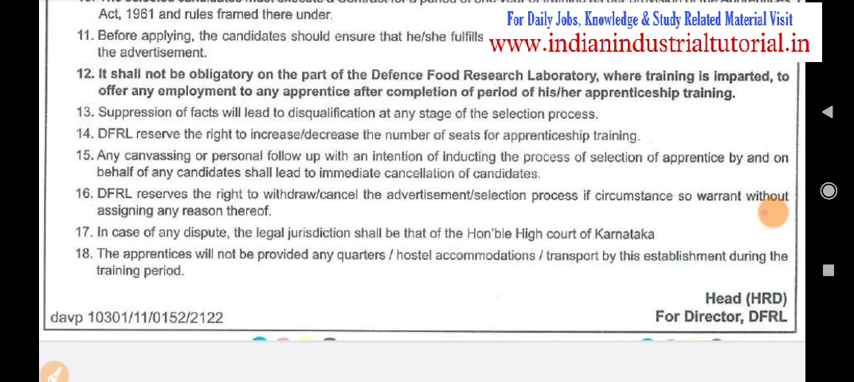 Act, 1961 and rules framed there under.
For Daily Jobs, Knowledge & Study Related Material Visit
www.indianindustrialtutorial.in
11. Before applying, the candidates should ensure that he/she fulfills
the advertisement.
12. It shall not be obligatory on the part of the Defence Food Research Laboratory, where training is imparted, to
offer any employment to any apprentice after completion of period of his/her apprenticeship training.
13. Suppression of facts will lead to disqualification at any stage of the selection process.
14. DFRL reserve the right to increase/decrease the number of seats for apprenticeship training.
15. Any canvassing or personal follow up with an intention of inducting the process of selection of apprentice by and on
behalf of any candidates shall lead to immediate cancellation of candidates.
16. DFRL reserves the right to withdraw/cancel the advertisement/selection process if circumstance so warrant without
assigning any reason thereof.
17. In case of any dispute, the legal jurisdiction shall be that of the Hon'ble High court of Karnataka
18. The apprentices will not be provided any quarters / hostel accommodations / transport by this establishment during the
training period.
Head (HRD)
davp 10301/11/0152/2122
For Director, DFRL